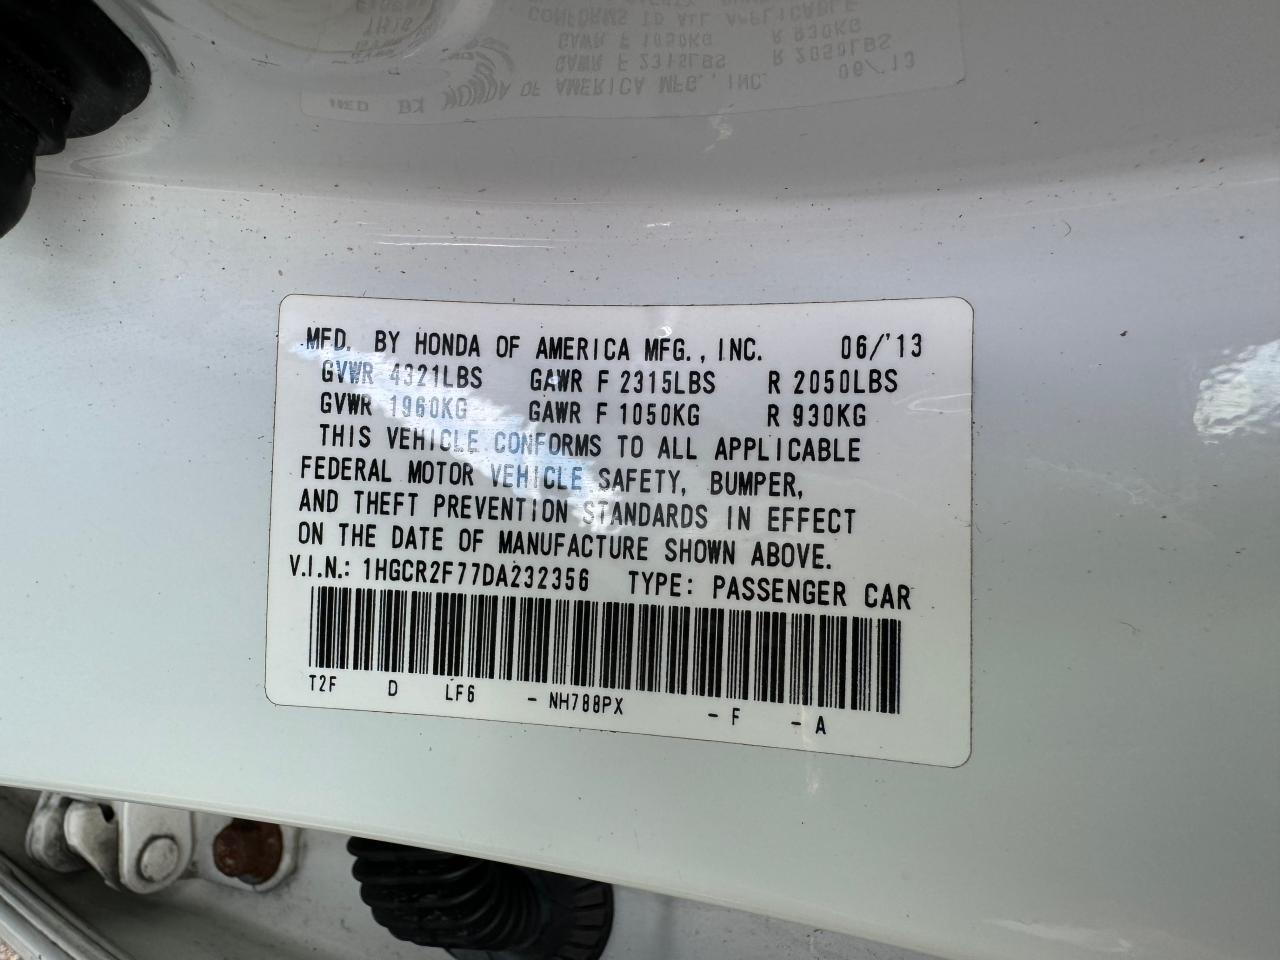 MFD. BY HONDA OF AMERICA MFG., INC. 06/'13
GVWR 4321LBS GAWR F 2315LBS R 2050LBS
GVWR 1960KG GAWR F 1050KG R 930KG
THIS VEHICLE CONFORMS TO ALL APPLICABLE
FEDERAL MOTOR VEHICLE SAFETY, BUMPER,
AND THEFT PREVENTION STANDARDS IN EFFECT
ON THE DATE OF MANUFACTURE SHOWN ABOVE.
V.I.N.: 1HGCR2F77DA232356 TYPE: PASSENGER CAR
T2F D LF6 - NH788PX - F - A